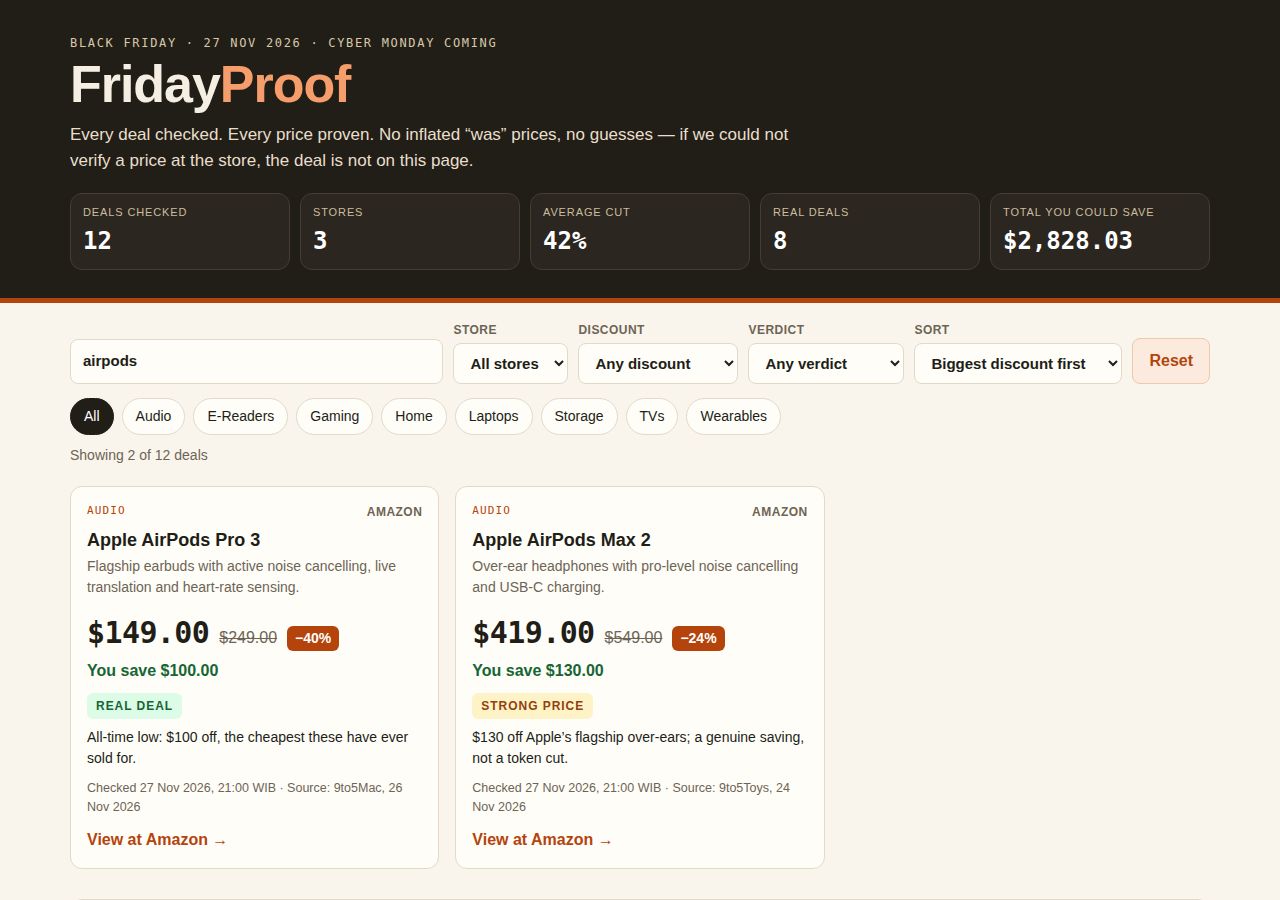 BLACK FRIDAY · 27 NOV 2026 · CYBER MONDAY COMING
FridayProof
Every deal checked. Every price proven. No inflated “was” prices, no guesses — if we could not
verify a price at the store, the deal is not on this page.
DEALS CHECKED
12
STORES
3
AVERAGE CUT
42%
REAL DEALS
8
TOTAL YOU COULD SAVE
$2,828.03
airpods
STORE
All stores
DISCOUNT
Any discount
VERDICT
Any verdict
SORT
Biggest discount first
Reset
All
Audio
E-Readers
Gaming
Home
Laptops
Storage
TVs
Wearables
Showing 2 of 12 deals
AUDIO
AMAZON
Apple AirPods Pro 3
Flagship earbuds with active noise cancelling, live
translation and heart-rate sensing.
$149.00 $249.00 −40%
You save $100.00
REAL DEAL
All-time low: $100 off, the cheapest these have ever
sold for.
Checked 27 Nov 2026, 21:00 WIB · Source: 9to5Mac, 26
Nov 2026
View at Amazon →
AUDIO
AMAZON
Apple AirPods Max 2
Over-ear headphones with pro-level noise cancelling
and USB-C charging.
$419.00 $549.00 −24%
You save $130.00
STRONG PRICE
$130 off Apple’s flagship over-ears; a genuine saving,
not a token cut.
Checked 27 Nov 2026, 21:00 WIB · Source: 9to5Toys, 24
Nov 2026
View at Amazon →